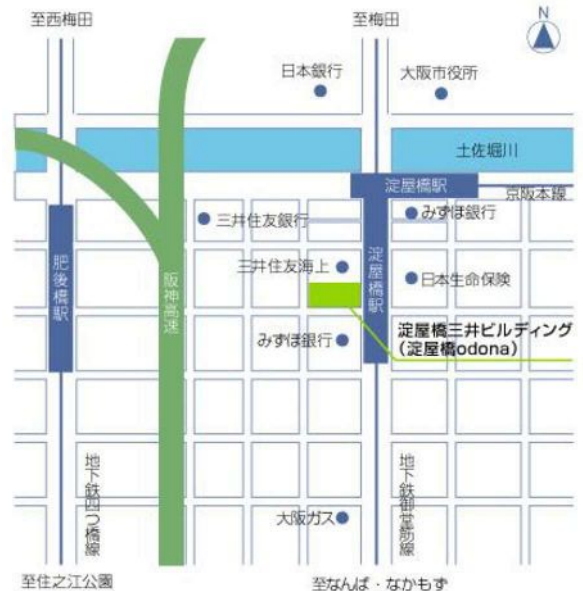 至西梅田
至梅田
N
日本銀行
大阪市役所
土佐堀川
淀屋橋駅
京阪本線
みずほ銀行
三井住友銀行
肥後橋駅
阪神高速
三井住友海上
淀屋橋駅
日本生命保険
淀屋橋三井ビルディング
(淀屋橋odona)
みずほ銀行
地下鉄四つ橋線
地下鉄御堂筋線
大阪ガス
至住之江公園
至なんば・なかもず